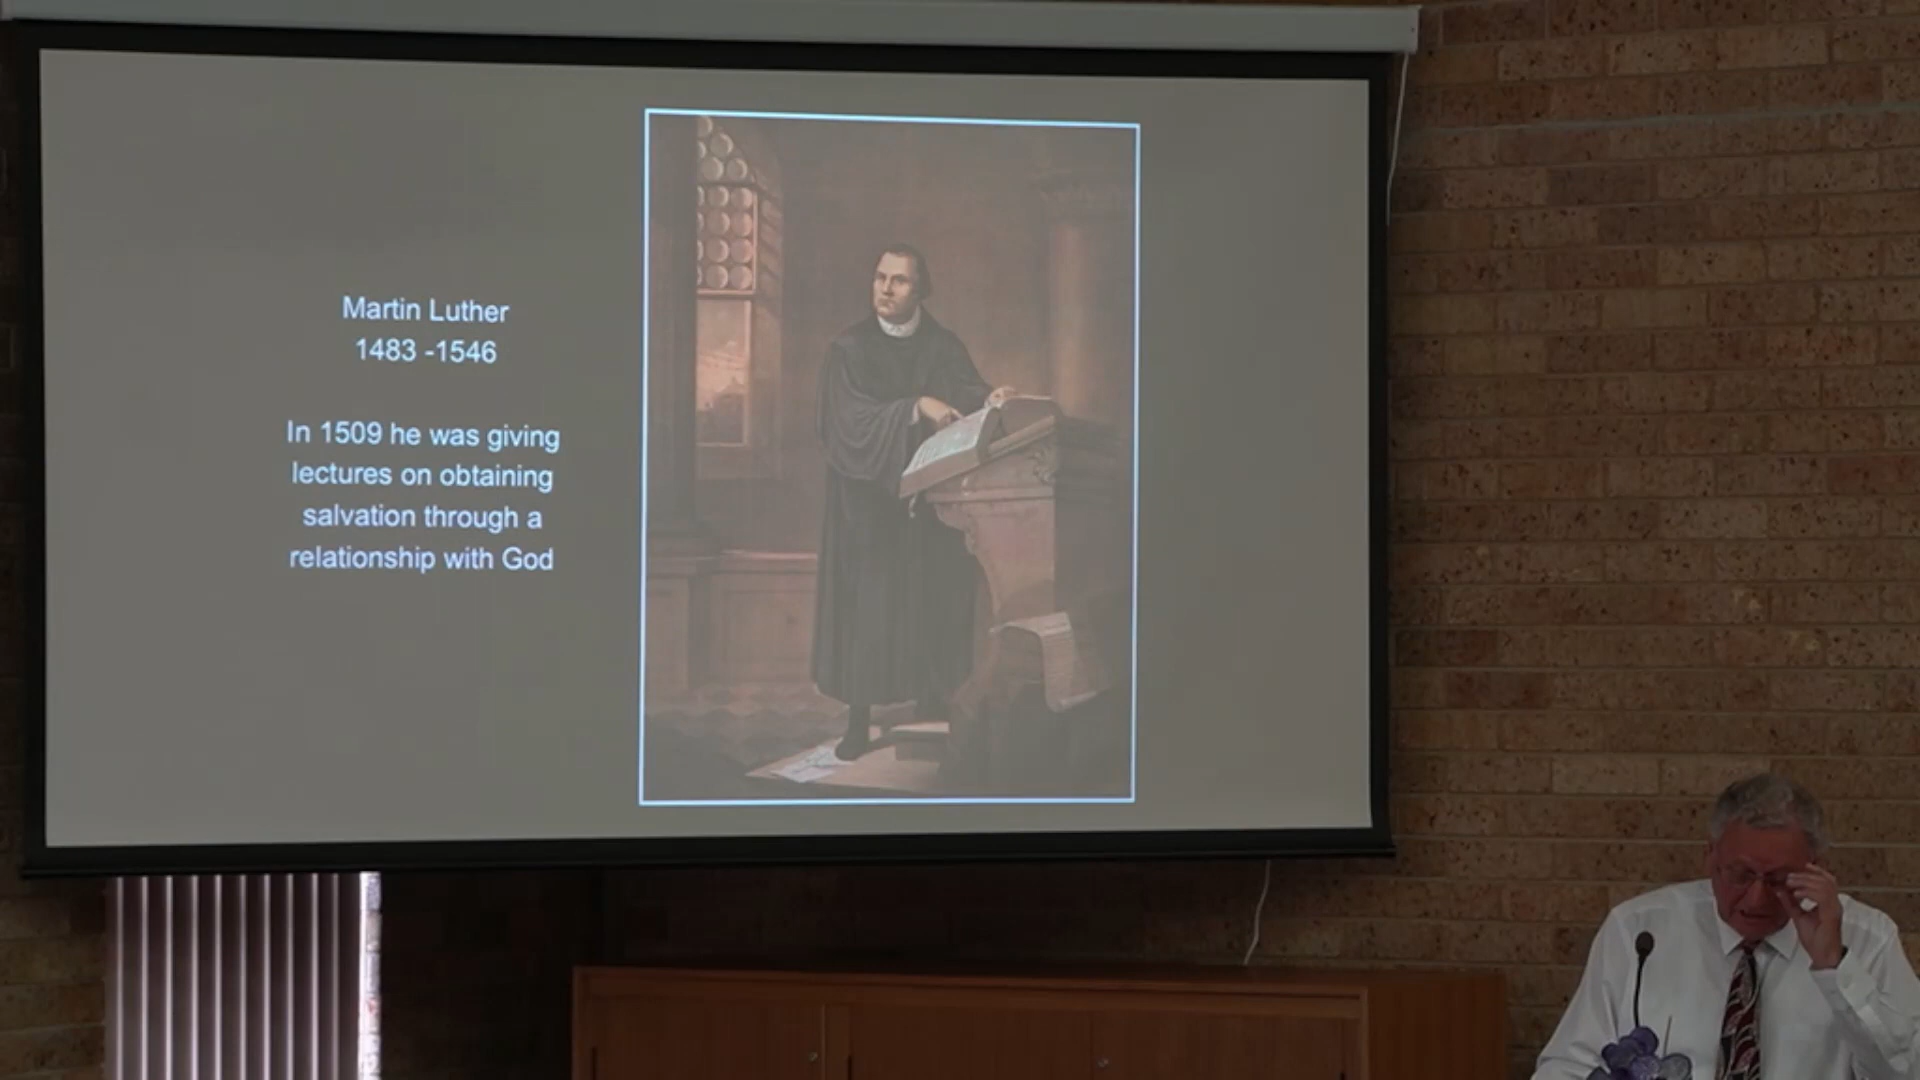 Martin Luther
1483 -1546
In 1509 he was giving
lectures on obtaining
salvation through a
relationship with God